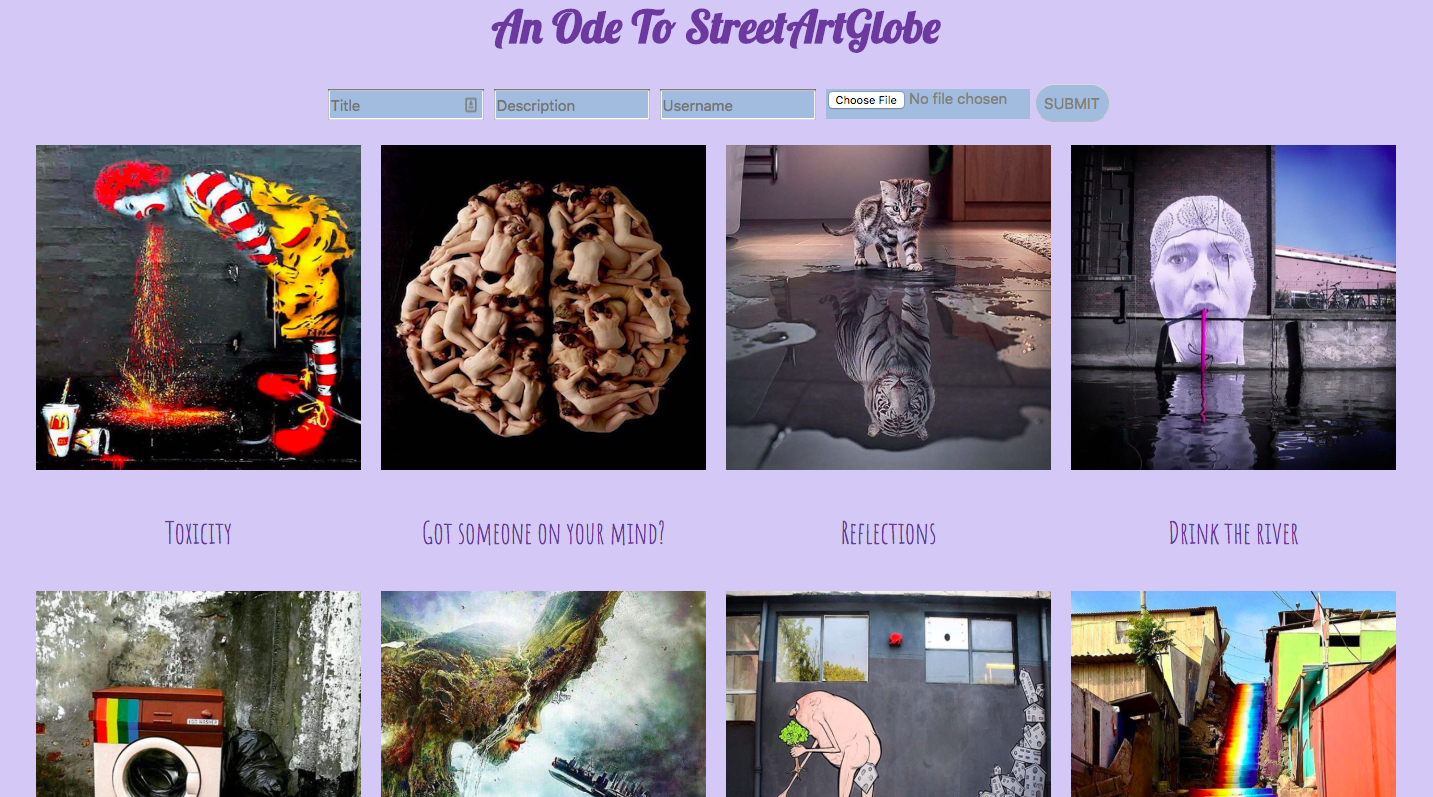 An Ode To StreetArtGlobe
Title
Description
Username
Choose File No file chosen
SUBMIT
Toxicity
Got someone on your mind?
Reflections
Drink the river